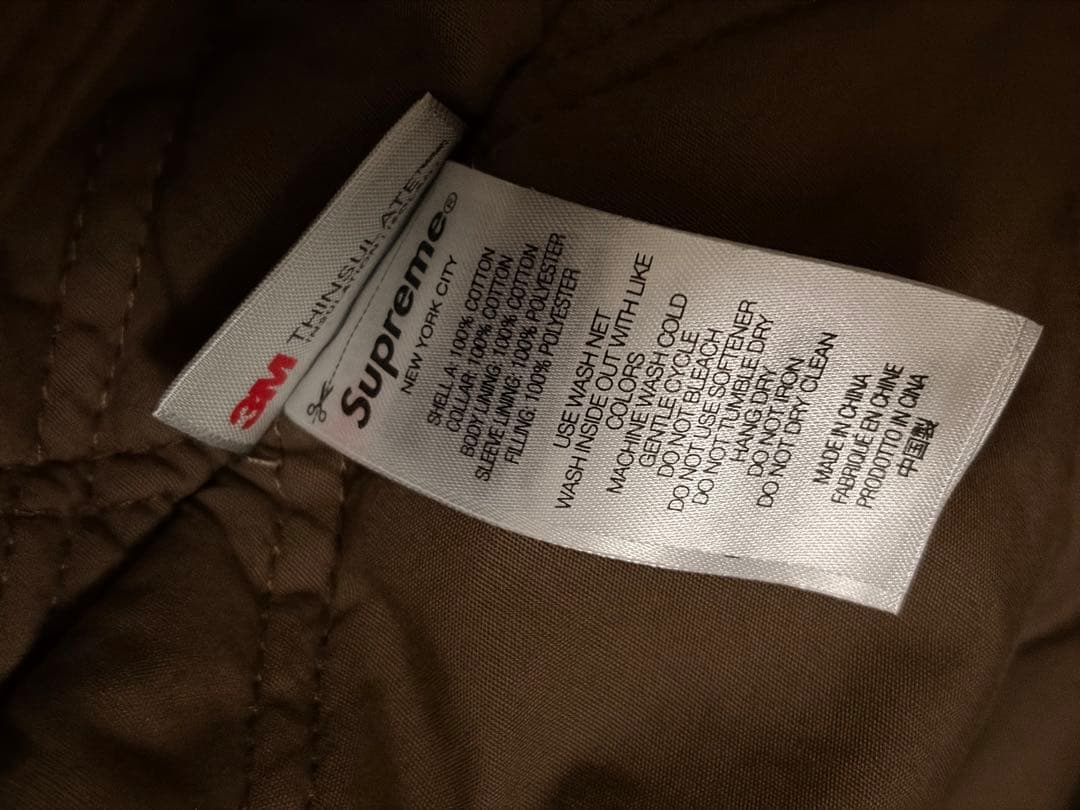 3M THINSULATE™
Supreme®
NEW YORK CITY
SHELLA: 100% COTTON
COLLAR: 100% COTTON
BODY LINING: 100% COTTON
SLEEVE LINING: 100% POLYESTER
FILLING: 100% POLYESTER
USE WASH NET
WASH INSIDE OUT WITH LIKE
COLORS
MACHINE WASH COLD
GENTLE CYCLE
DO NOT BLEACH
DO NOT USE SOFTENER
DO NOT TUMBLE DRY
HANG DRY
DO NOT IRON
DO NOT DRY CLEAN
MADE IN CHINA
FABRIQUE EN CHINE
PRODOTTO IN CINA
中国製